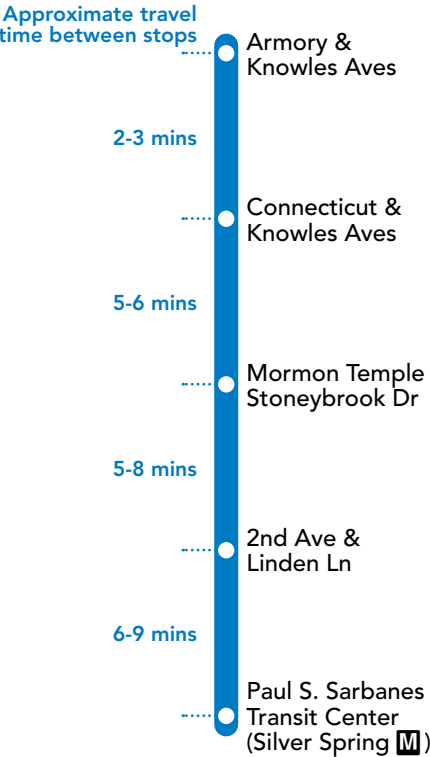 Approximate travel
time between stops
Armory &
Knowles Aves
2-3 mins
Connecticut &
Knowles Aves
5-6 mins
Mormon Temple
Stoneybrook Dr
5-8 mins
2nd Ave &
Linden Ln
6-9 mins
Paul S. Sarbanes
Transit Center
(Silver Spring M)